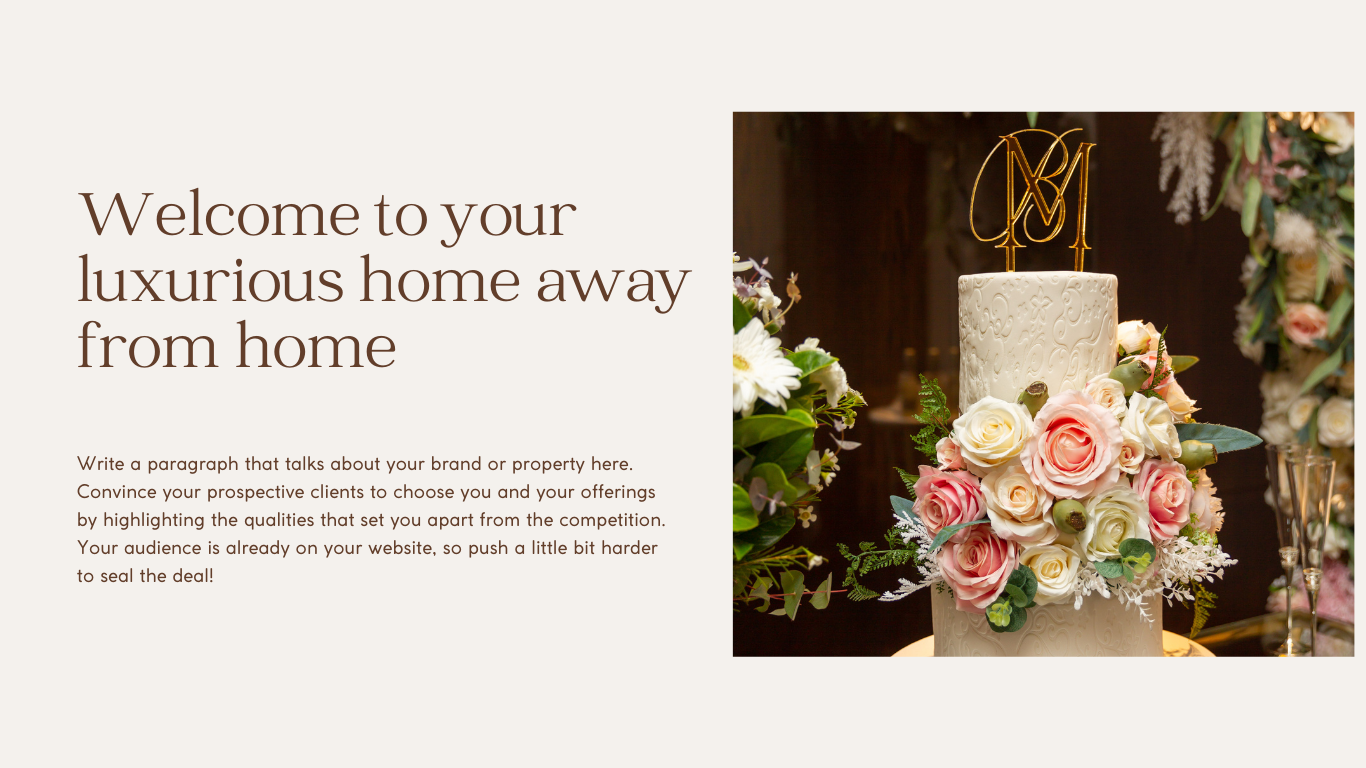 Welcome to your
luxurious home away
from home
Write a paragraph that talks about your brand or property here.
Convince your prospective clients to choose you and your offerings
by highlighting the qualities that set you apart from the competition.
Your audience is already on your website, so push a little bit harder
to seal the deal!
BM